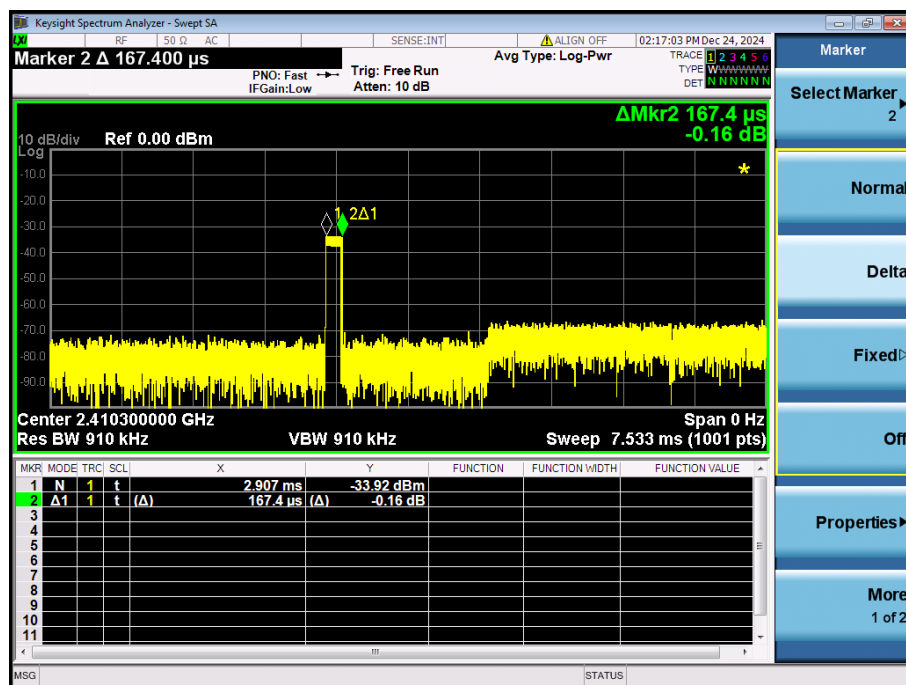 Keysight Spectrum Analyzer - Swept SA
LXI RF 50 Ω AC SENSE:INT ALIGN OFF 02:17:03 PM Dec 24, 2024
Marker 2 Δ 167.400 µs
PNO: Fast
IFGain:Low
Trig: Free Run
Atten: 10 dB
Avg Type: Log-Pwr
TRACE 1 2 3 4 5 6
TYPE WWWWWW
DET N N N N N N
ΔMkr2 167.4 µs
-0.16 dB
10 dB/div Ref 0.00 dBm
Log
-10.0
-20.0
-30.0
-40.0
-50.0
-60.0
-70.0
-80.0
-90.0
1 2Δ1
*
Center 2.410300000 GHz Span 0 Hz
Res BW 910 kHz VBW 910 kHz Sweep 7.533 ms (1001 pts)
MKR MODE TRC SCL X Y FUNCTION FUNCTION WIDTH FUNCTION VALUE
1 N 1 t 2.907 ms -33.92 dBm
2 Δ1 1 t (Δ) 167.4 µs (Δ) -0.16 dB
3
4
5
6
7
8
9
10
11
MSG STATUS
Marker
Select Marker
2
Normal
Delta
Fixed
Off
Properties
More
1 of 2